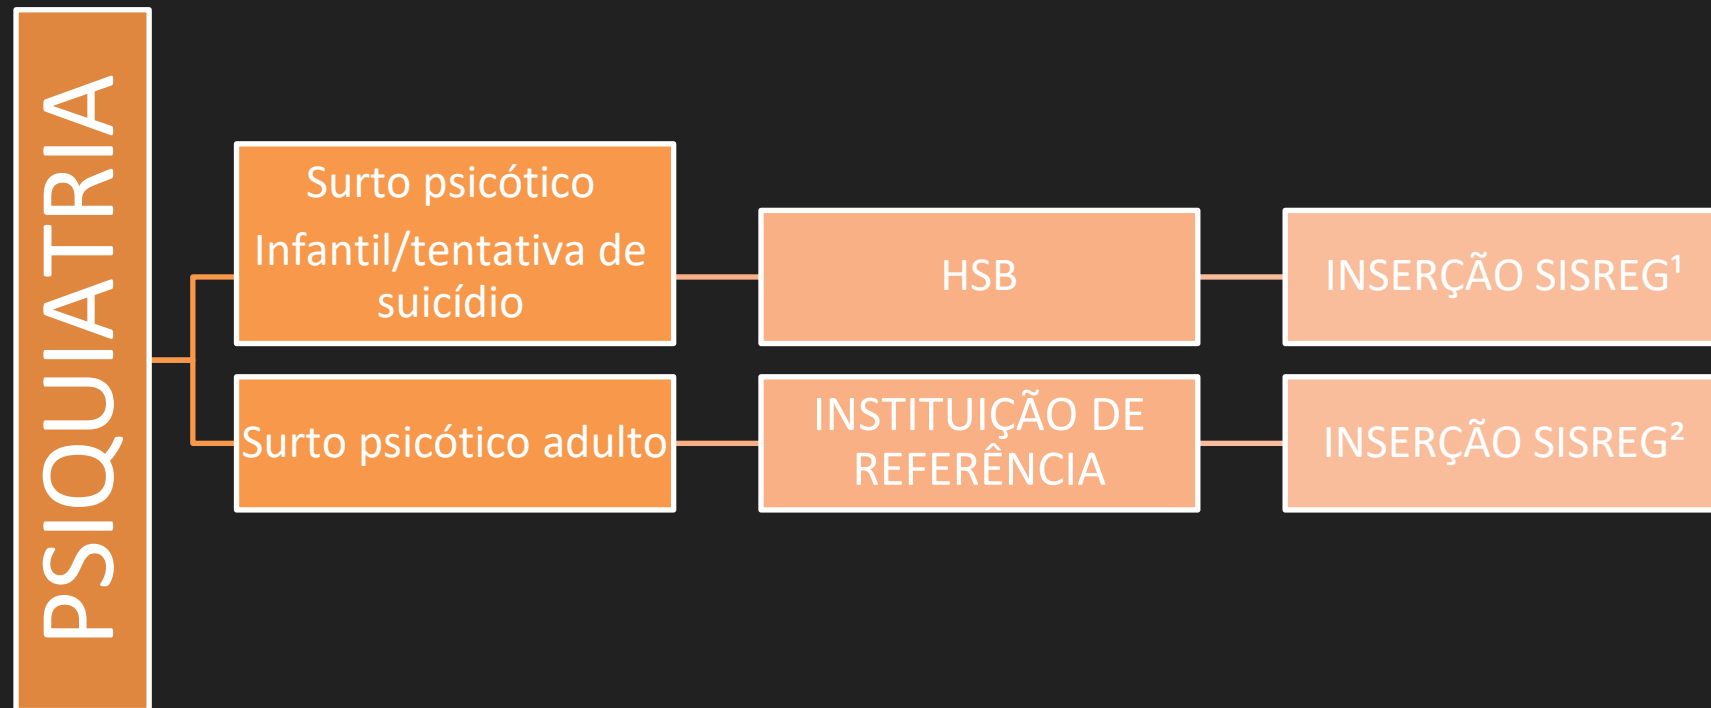 PSIQUIATRIA
Surto psicótico
Infantil/tentativa de
suicídio
HSB
INSERÇÃO SISREG¹
Surto psicótico adulto
INSTITUIÇÃO DE
REFERÊNCIA
INSERÇÃO SISREG²